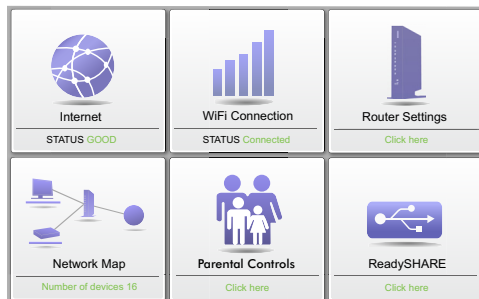 Internet
STATUS GOOD
WiFi Connection
STATUS Connected
Router Settings
Click here
Network Map
Number of devices 16
Parental Controls
Click here
ReadySHARE
Click here